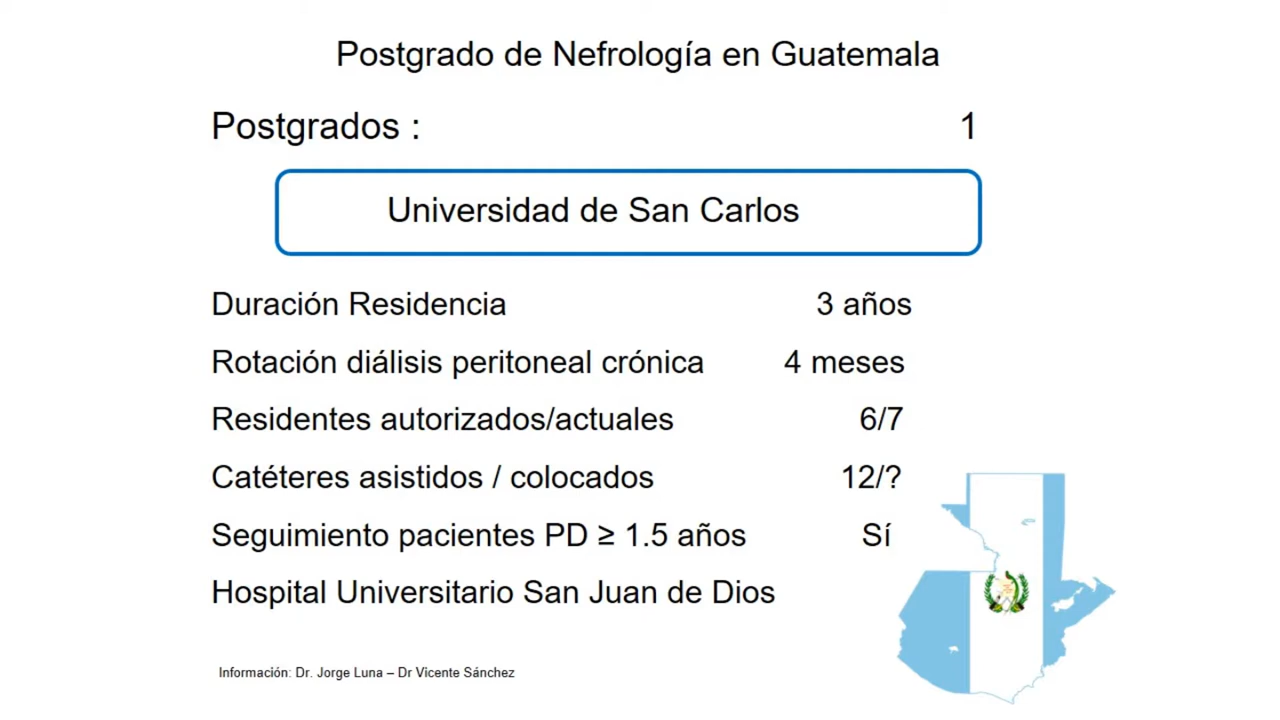 Postgrado de Nefrología en Guatemala
Postgrados : 1
Universidad de San Carlos
Duración Residencia 3 años
Rotación diálisis peritoneal crónica 4 meses
Residentes autorizados/actuales 6/7
Catéteres asistidos / colocados 12/?
Seguimiento pacientes PD ≥ 1.5 años Sí
Hospital Universitario San Juan de Dios
Información: Dr. Jorge Luna – Dr Vicente Sánchez